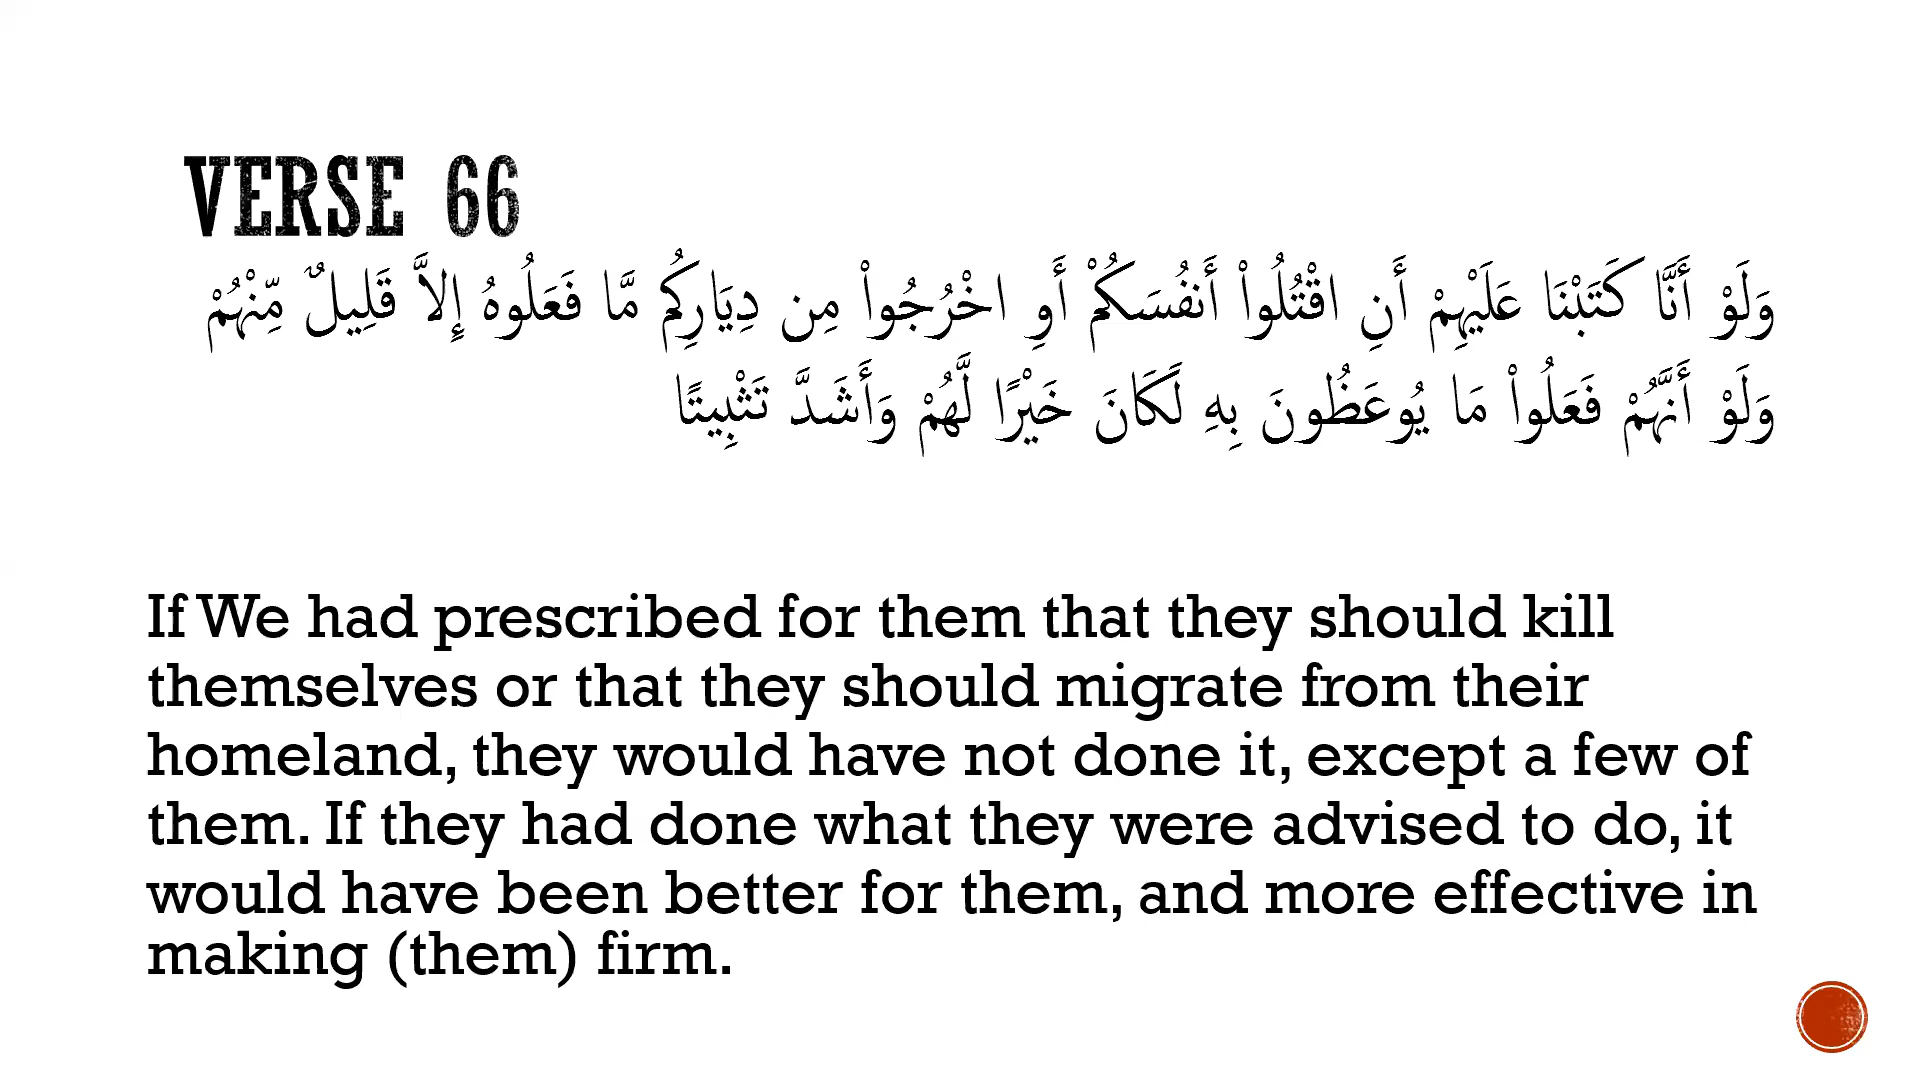 VERSE 66
وَلَوْ أَنَّا كَتَبْنَا عَلَيْهِمْ أَنِ اقْتُلُواْ أَنفُسَكُمْ أَوِ اخْرُجُواْ مِن دِيَارِكُم مَّا فَعَلُوهُ إِلاَّ قَلِيلٌ مِّنْهُمْ
وَلَوْ أَنَّهُمْ فَعَلُواْ مَا يُوعَظُونَ بِهِ لَكَانَ خَيْرًا لَّهُمْ وَأَشَدَّ تَثْبِيتًا
If We had prescribed for them that they should kill
themselves or that they should migrate from their
homeland, they would have not done it, except a few of
them. If they had done what they were advised to do, it
would have been better for them, and more effective in
making (them) firm.